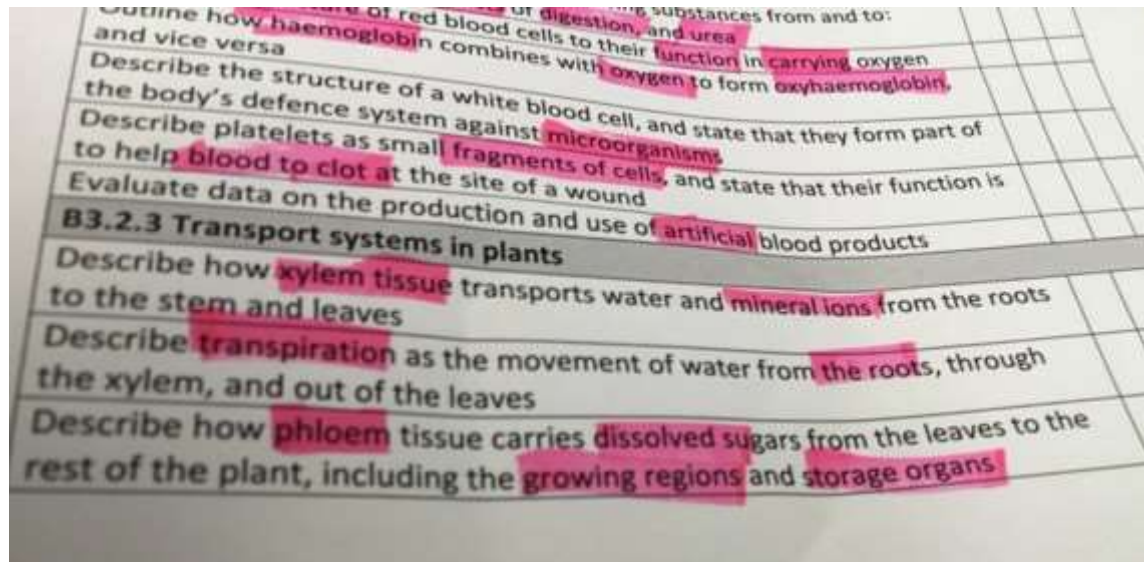 substances from and to:
of digestion, and urea
of red blood cells to their function in carrying oxygen
Outline how haemoglobin combines with oxygen to form oxyhaemoglobin,
and vice versa
Describe the structure of a white blood cell, and state that they form part of
the body's defence system against microorganisms
Describe platelets as small fragments of cells, and state that their function is
to help blood to clot at the site of a wound
Evaluate data on the production and use of artificial blood products
B3.2.3 Transport systems in plants
Describe how xylem tissue transports water and mineral ions from the roots
to the stem and leaves
Describe transpiration as the movement of water from the roots, through
the xylem, and out of the leaves
Describe how phloem tissue carries dissolved sugars from the leaves to the
rest of the plant, including the growing regions and storage organs